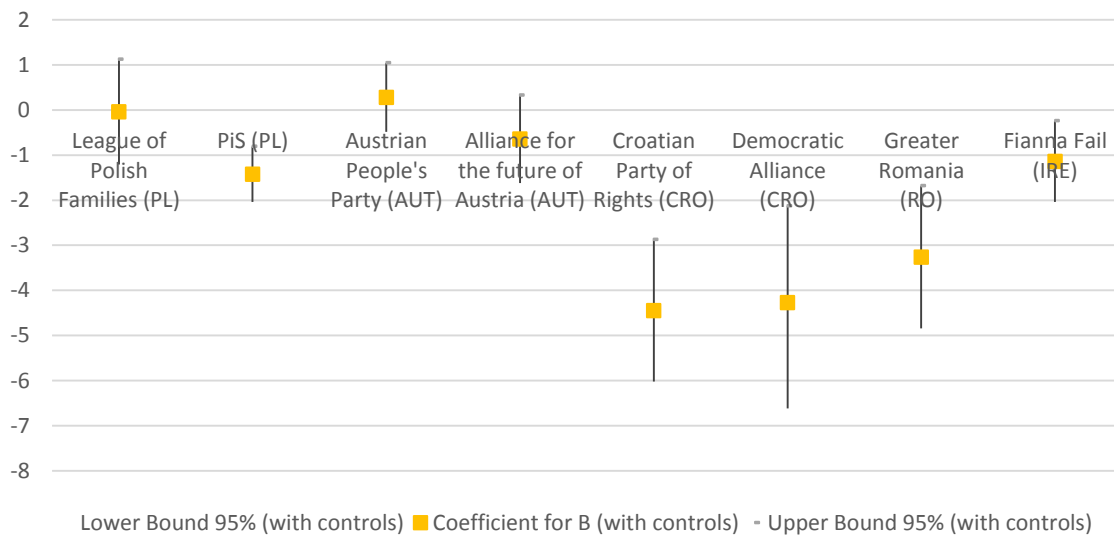 2
1
0
-1
-2
-3
-4
-5
-6
-7
-8
League of
Polish
Families (PL)
PiS (PL)
Austrian
People's
Party (AUT)
Alliance for
the future of
Austria (AUT)
Croatian
Party of
Rights (CRO)
Democratic
Alliance
(CRO)
Greater
Romania
(RO)
Fianna Fail
(IRE)
Lower Bound 95% (with controls) Coefficient for B (with controls) Upper Bound 95% (with controls)